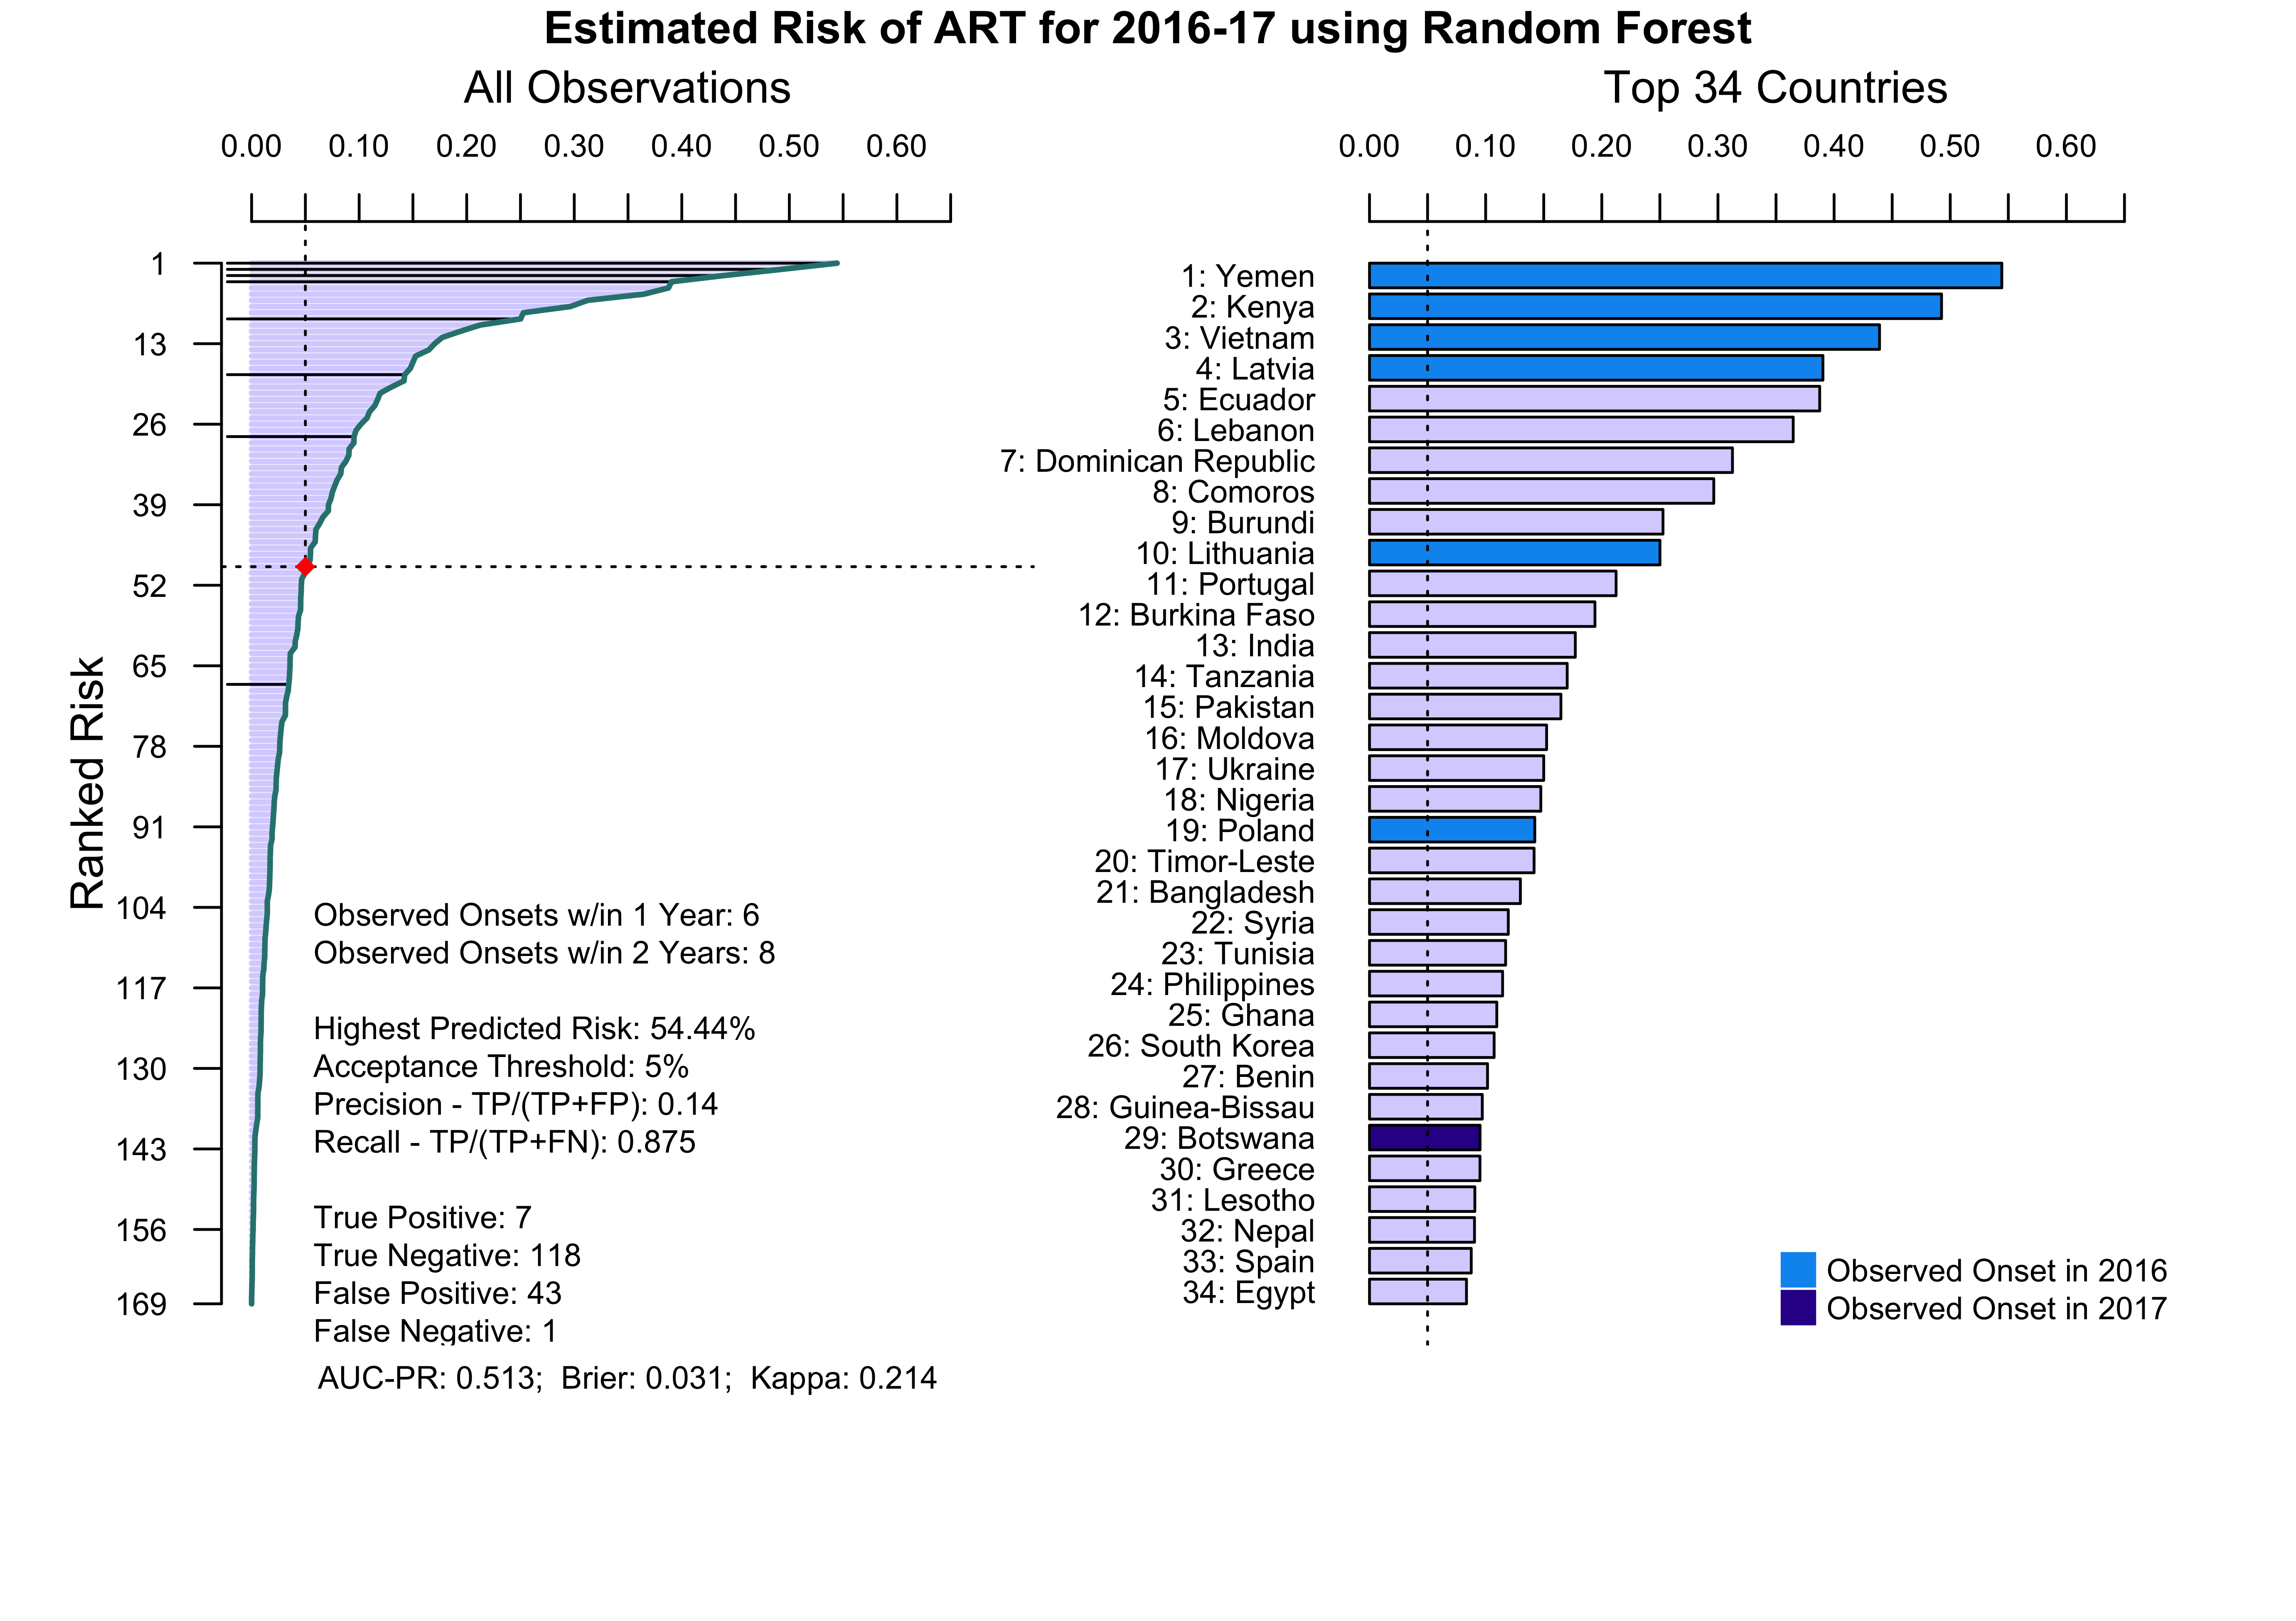 Estimated Risk of ART for 2016-17 using Random Forest
All Observations
0.00 0.10 0.20 0.30 0.40 0.50 0.60
Ranked Risk
1
13
26
39
52
65
78
91
104
117
130
143
156
169
Observed Onsets w/in 1 Year: 6
Observed Onsets w/in 2 Years: 8
Highest Predicted Risk: 54.44%
Acceptance Threshold: 5%
Precision - TP/(TP+FP): 0.14
Recall - TP/(TP+FN): 0.875
True Positive: 7
True Negative: 118
False Positive: 43
False Negative: 1
AUC-PR: 0.513; Brier: 0.031; Kappa: 0.214
Top 34 Countries
0.00 0.10 0.20 0.30 0.40 0.50 0.60
1: Yemen
2: Kenya
3: Vietnam
4: Latvia
5: Ecuador
6: Lebanon
7: Dominican Republic
8: Comoros
9: Burundi
10: Lithuania
11: Portugal
12: Burkina Faso
13: India
14: Tanzania
15: Pakistan
16: Moldova
17: Ukraine
18: Nigeria
19: Poland
20: Timor-Leste
21: Bangladesh
22: Syria
23: Tunisia
24: Philippines
25: Ghana
26: South Korea
27: Benin
28: Guinea-Bissau
29: Botswana
30: Greece
31: Lesotho
32: Nepal
33: Spain
34: Egypt
Observed Onset in 2016
Observed Onset in 2017